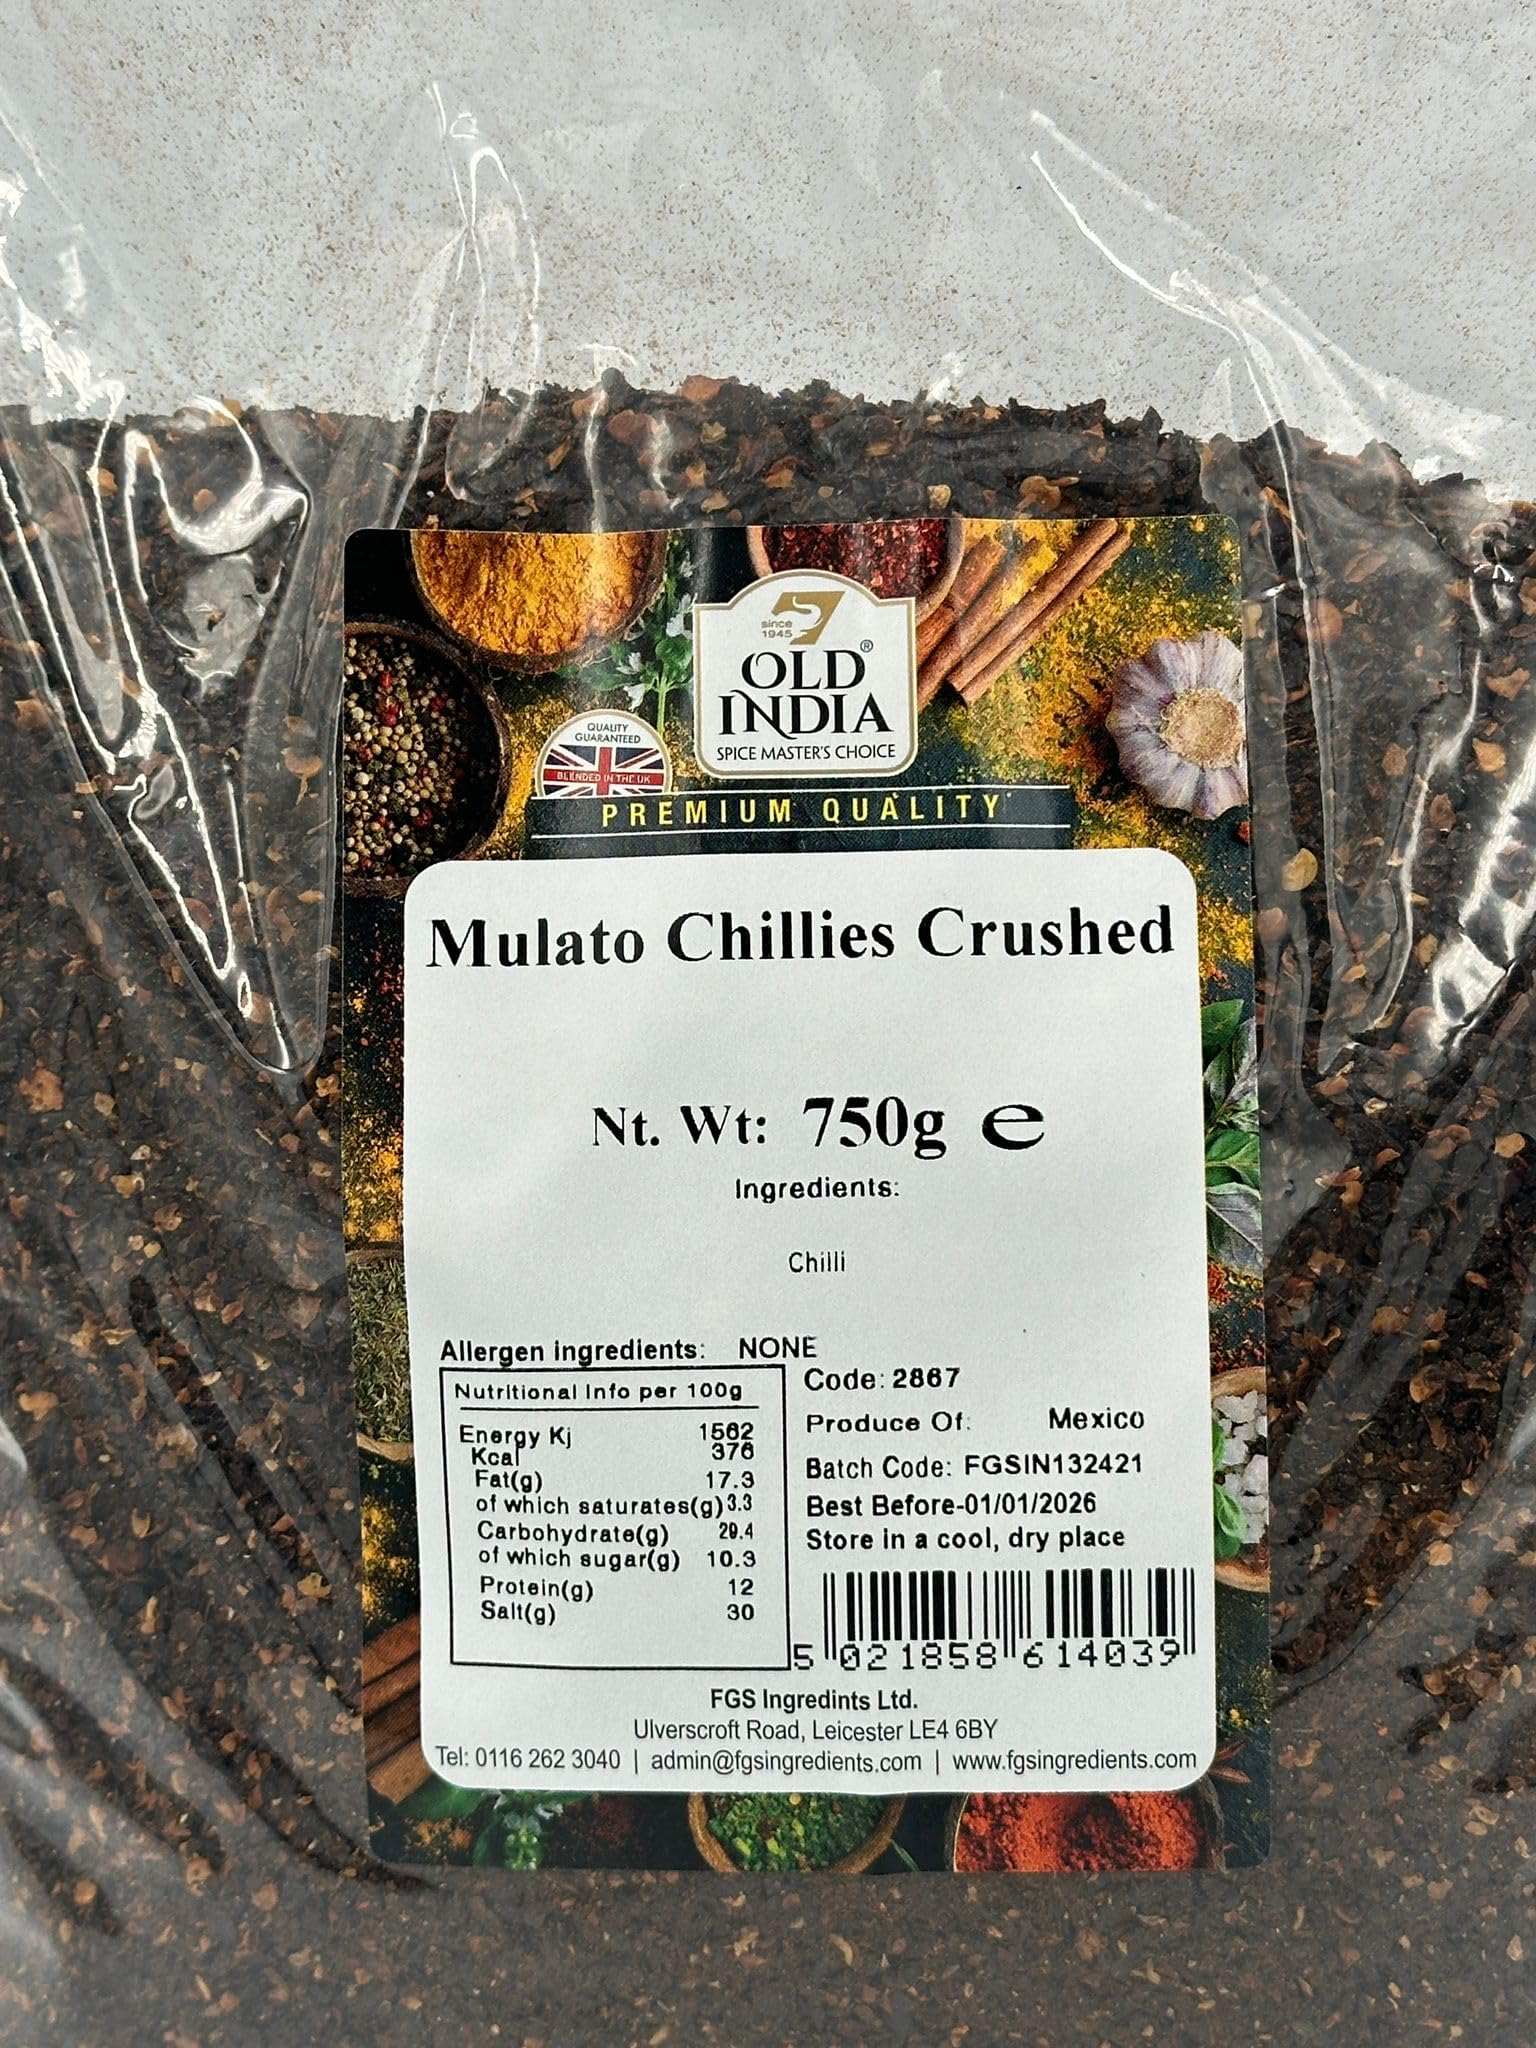 since
1945
OLD®
INDIA
SPICE MASTER'S CHOICE
QUALITY
GUARANTEED
BLENDED IN THE UK
PREMIUM QUALITY
Mulato Chillies Crushed
Nt. Wt: 750g e
Ingredients:
Chilli
Allergen ingredients: NONE
Nutritional Info per 100g
Energy Kj 1562
Kcal 376
Fat(g) 17.3
of which saturates(g) 3.3
Carbohydrate(g) 29.4
of which sugar(g) 10.3
Protein(g) 12
Salt(g) 30
Code: 2867
Produce Of: Mexico
Batch Code: FGSIN132421
Best Before-01/01/2026
Store in a cool, dry place
5 021858 614039
FGS Ingredints Ltd.
Ulverscroft Road, Leicester LE4 6BY
Tel: 0116 262 3040 | admin@fgsingredients.com | www.fgsingredients.com